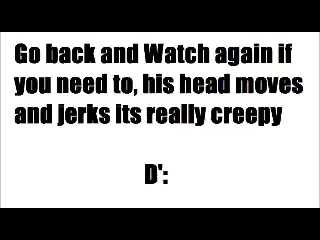 Go back and Watch again if
you need to, his head moves
and jerks its really creepy
D':